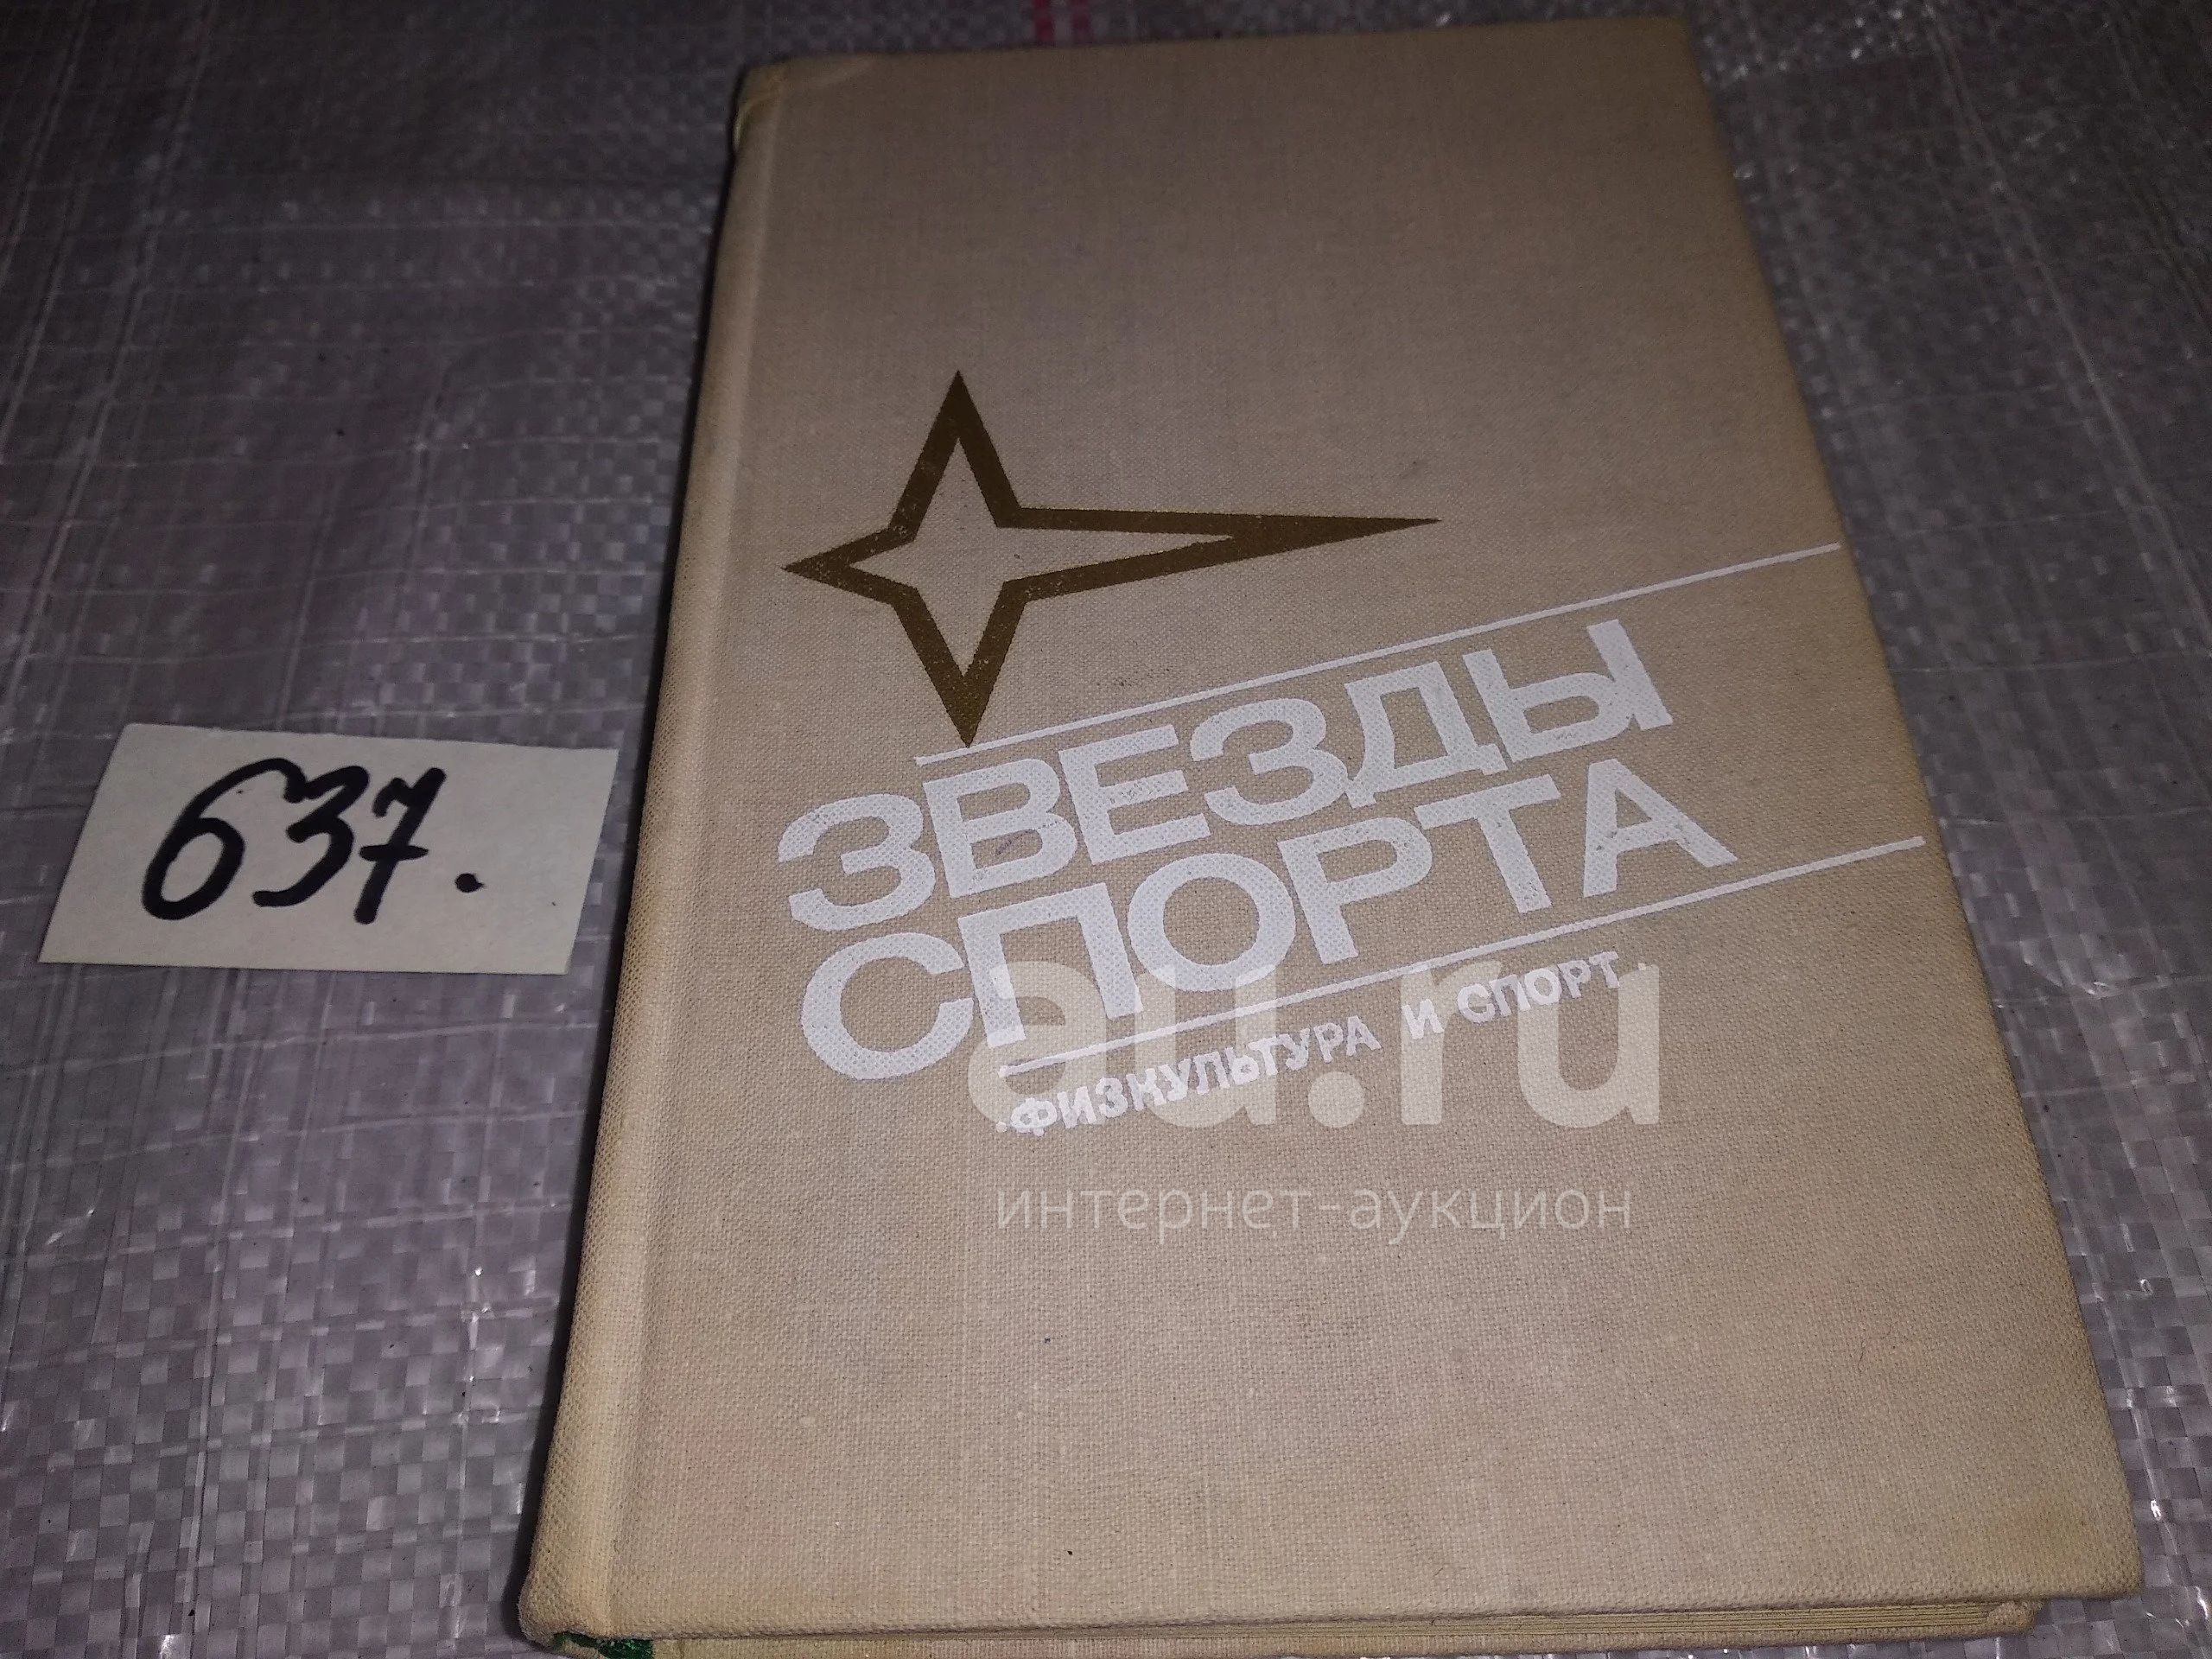 637.
ЗВЕЗДЫ
СПОРТА
·ФИЗКУЛЬТУРА И СПОРТ·
au.ru
интернет-аукцион